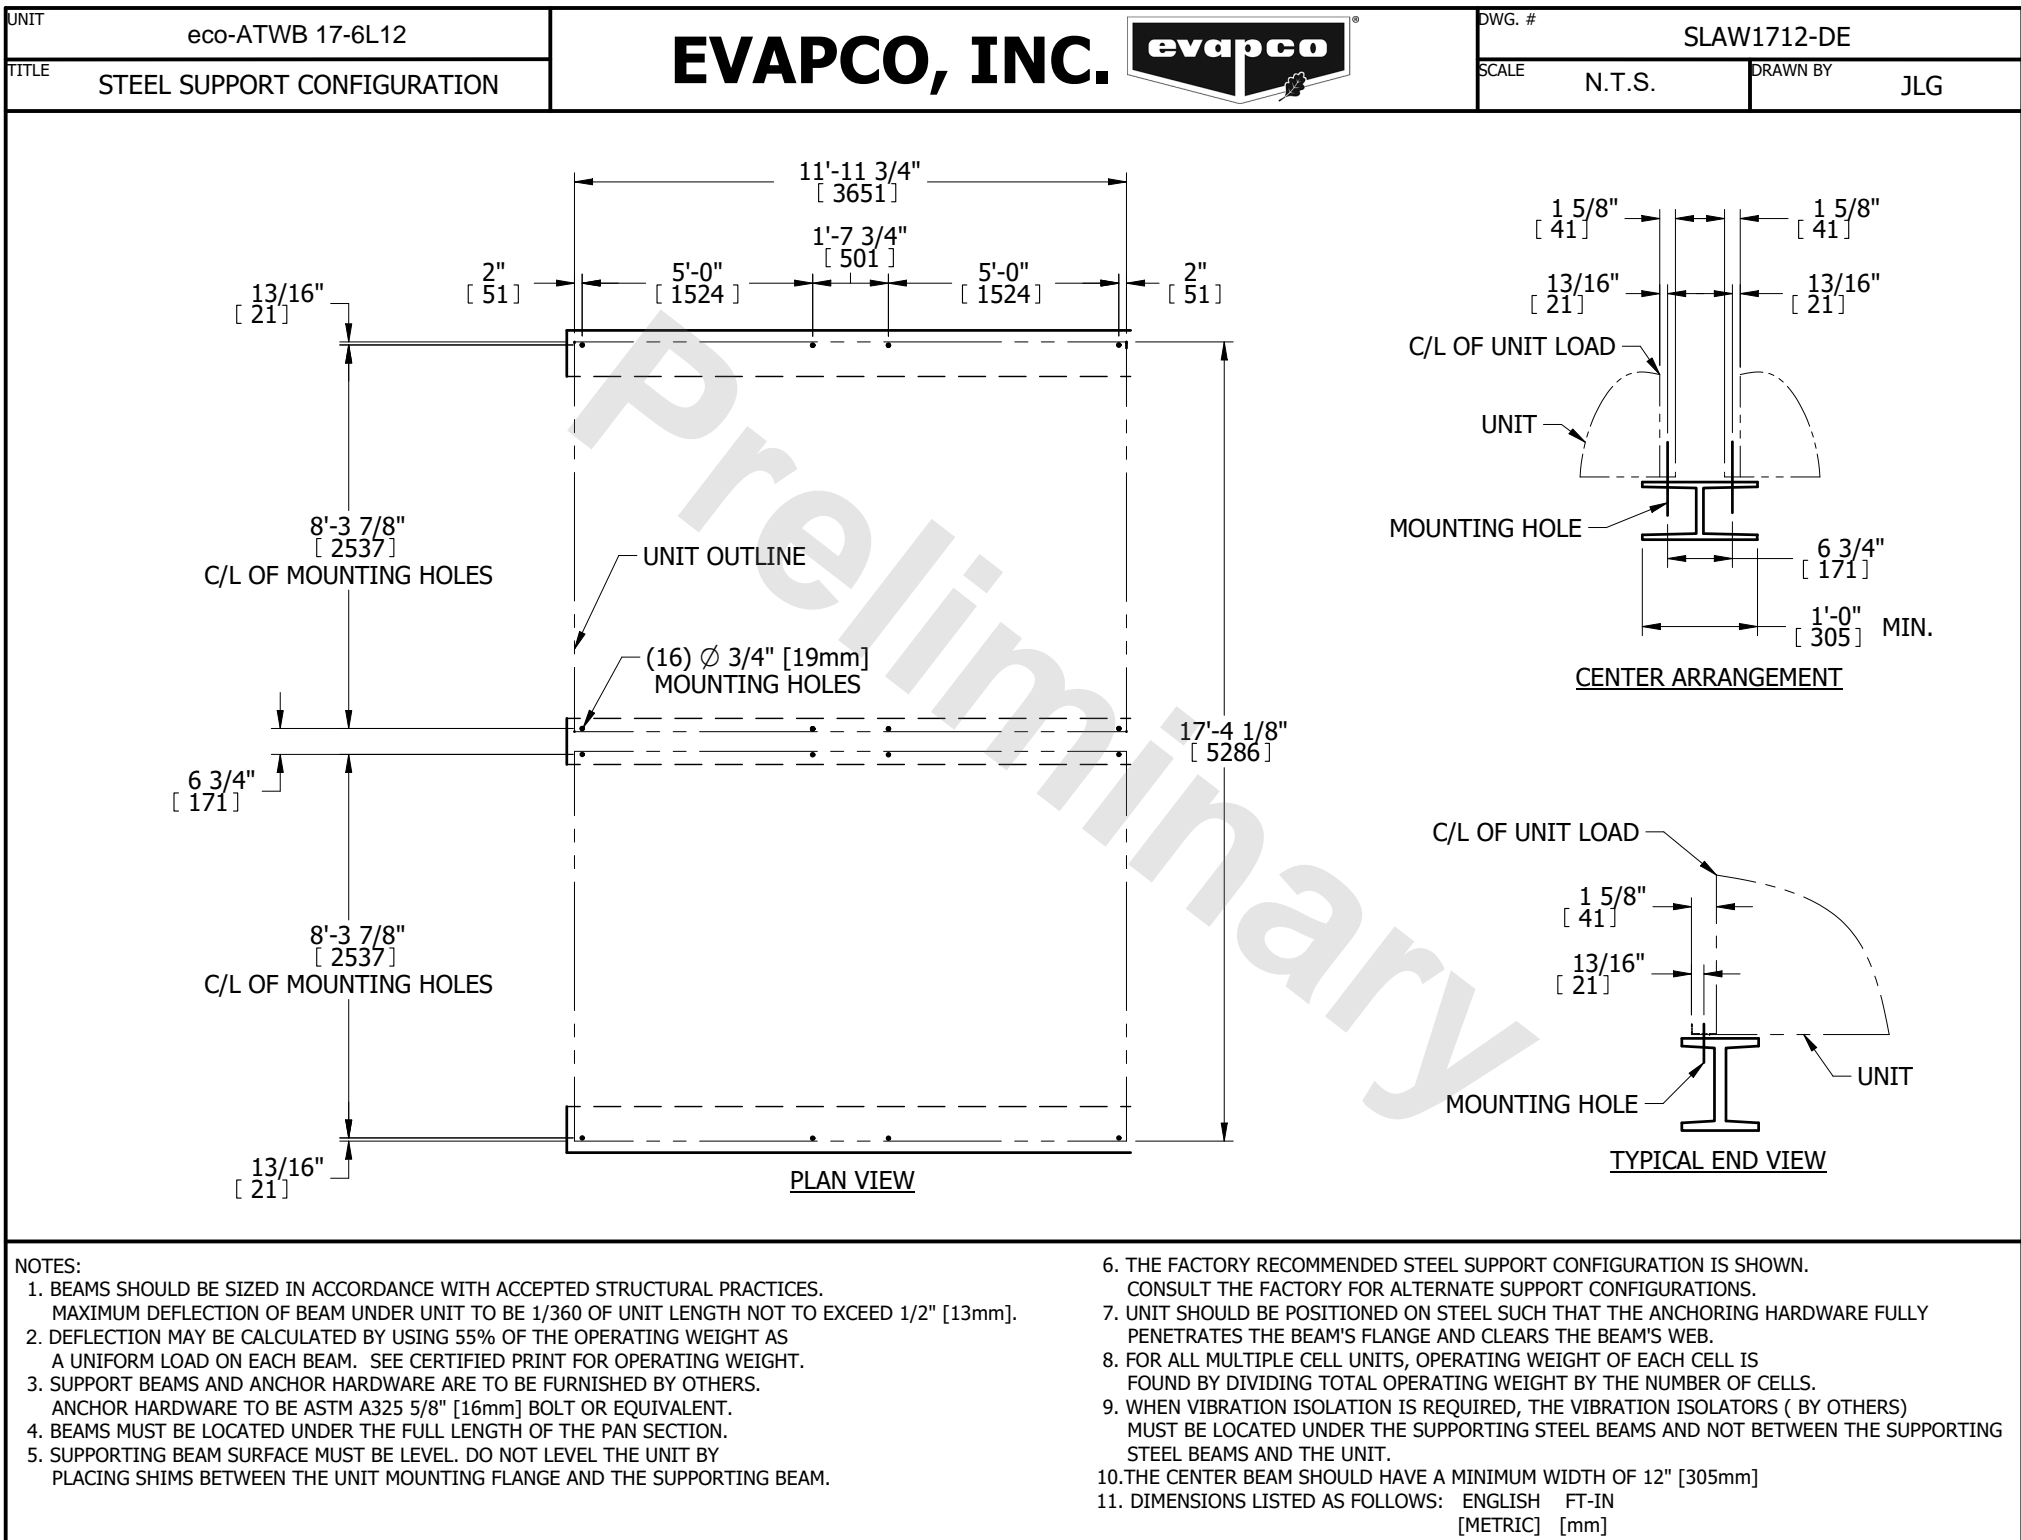 UNIT
eco-ATWB 17-6L12
TITLE
STEEL SUPPORT CONFIGURATION
EVAPCO, INC.
evapco
®
DWG. #
SLAW1712-DE
SCALE
N.T.S.
DRAWN BY
JLG
11'-11 3/4"
[ 3651]
1'-7 3/4"
[ 501 ]
2"
[ 51]
5'-0"
[ 1524 ]
5'-0"
[ 1524]
2"
[ 51]
13/16"
[ 21]
8'-3 7/8"
[ 2537]
C/L OF MOUNTING HOLES
UNIT OUTLINE
(16) Ø 3/4" [19mm]
MOUNTING HOLES
6 3/4"
[ 171]
17'-4 1/8"
[ 5286]
8'-3 7/8"
[ 2537]
C/L OF MOUNTING HOLES
13/16"
[ 21]
PLAN VIEW
Preliminary
1 5/8"
[ 41]
1 5/8"
[ 41]
13/16"
[ 21]
13/16"
[ 21]
C/L OF UNIT LOAD
UNIT
MOUNTING HOLE
6 3/4"
[ 171]
1'-0"
[ 305]
MIN.
CENTER ARRANGEMENT
C/L OF UNIT LOAD
1 5/8"
[ 41]
13/16"
[ 21]
UNIT
MOUNTING HOLE
TYPICAL END VIEW
NOTES:
1. BEAMS SHOULD BE SIZED IN ACCORDANCE WITH ACCEPTED STRUCTURAL PRACTICES.
MAXIMUM DEFLECTION OF BEAM UNDER UNIT TO BE 1/360 OF UNIT LENGTH NOT TO EXCEED 1/2" [13mm].
2. DEFLECTION MAY BE CALCULATED BY USING 55% OF THE OPERATING WEIGHT AS
A UNIFORM LOAD ON EACH BEAM. SEE CERTIFIED PRINT FOR OPERATING WEIGHT.
3. SUPPORT BEAMS AND ANCHOR HARDWARE ARE TO BE FURNISHED BY OTHERS.
ANCHOR HARDWARE TO BE ASTM A325 5/8" [16mm] BOLT OR EQUIVALENT.
4. BEAMS MUST BE LOCATED UNDER THE FULL LENGTH OF THE PAN SECTION.
5. SUPPORTING BEAM SURFACE MUST BE LEVEL. DO NOT LEVEL THE UNIT BY
PLACING SHIMS BETWEEN THE UNIT MOUNTING FLANGE AND THE SUPPORTING BEAM.
6. THE FACTORY RECOMMENDED STEEL SUPPORT CONFIGURATION IS SHOWN.
CONSULT THE FACTORY FOR ALTERNATE SUPPORT CONFIGURATIONS.
7. UNIT SHOULD BE POSITIONED ON STEEL SUCH THAT THE ANCHORING HARDWARE FULLY
PENETRATES THE BEAM'S FLANGE AND CLEARS THE BEAM'S WEB.
8. FOR ALL MULTIPLE CELL UNITS, OPERATING WEIGHT OF EACH CELL IS
FOUND BY DIVIDING TOTAL OPERATING WEIGHT BY THE NUMBER OF CELLS.
9. WHEN VIBRATION ISOLATION IS REQUIRED, THE VIBRATION ISOLATORS ( BY OTHERS)
MUST BE LOCATED UNDER THE SUPPORTING STEEL BEAMS AND NOT BETWEEN THE SUPPORTING
STEEL BEAMS AND THE UNIT.
10.THE CENTER BEAM SHOULD HAVE A MINIMUM WIDTH OF 12" [305mm]
11. DIMENSIONS LISTED AS FOLLOWS: ENGLISH FT-IN
[METRIC] [mm]